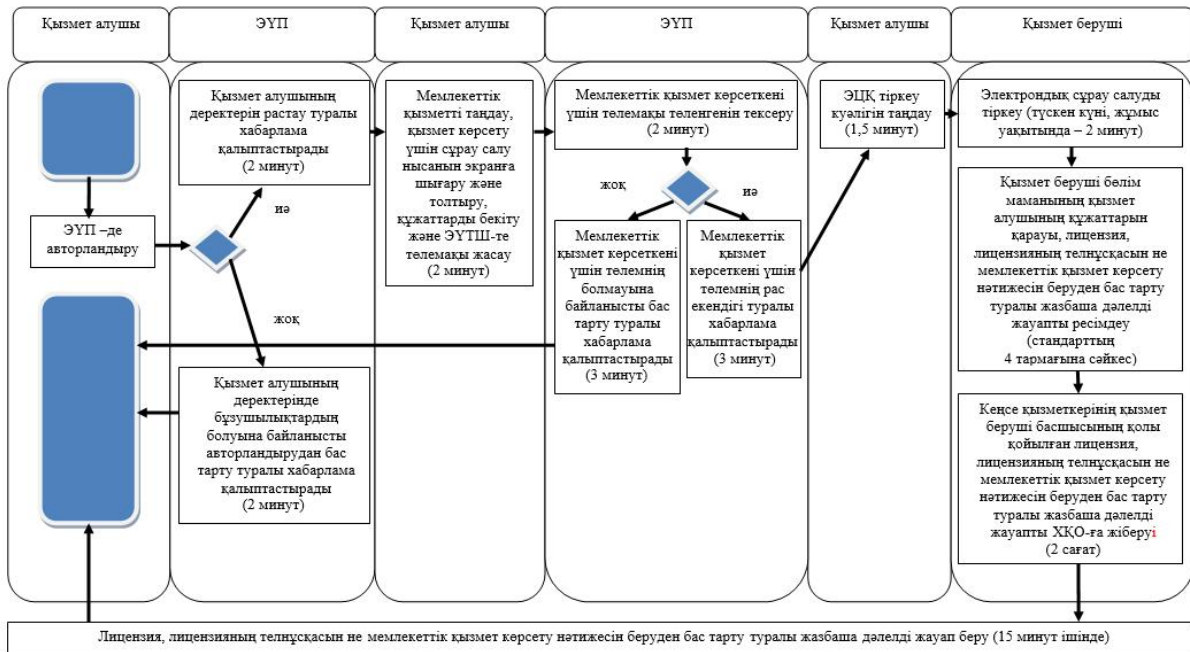 Қызмет алушы
ЭҮП
Қызмет алушы
ЭҮП
Қызмет алушы
Қызмет беруші
ЭҮП –де
авторландыру
Қызмет алушының
деректерін растау туралы
хабарлама
қалыптастырады
(2 минут)
иә
жоқ
Қызмет алушының
деректерінде
бұзушылықтардың
болуына байланысты
авторландырудан бас
тарту туралы хабарлама
қалыптастырады
(2 минут)
Мемлекеттік
қызметті таңдау,
қызмет көрсету
үшін сұрау салу
нысанын экранға
шығару және
толтыру,
құжаттарды бекіту
және ЭҮТШ-те
төлемақы жасау
(2 минут)
Мемлекеттік қызмет көрсеткені
үшін төлемақы төленгенін тексеру
(2 минут)
жоқ
иә
Мемлекеттік
қызмет көрсеткені
үшін төлемнің
болмауына
байланысты бас
тарту туралы
хабарлама
қалыптастырады
(3 минут)
Мемлекеттік
қызмет
көрсеткені үшін
төлемнің рас
екендігі туралы
хабарлама
қалыптастырады
(3 минут)
ЭЦҚ тіркеу
куәлігін таңдау
(1,5 минут)
Электрондық сұрау салуды
тіркеу (түскен күні, жұмыс
уақытында – 2 минут)
Қызмет беруші бөлім
маманының қызмет
алушының құжаттарын
қарауы, лицензия,
лицензияның телнұсқасын не
мемлекеттік қызмет көрсету
нәтижесін беруден бас тарту
туралы жазбаша дәлелді
жауапты ресімдеу
(стандарттың
4 тармағына сәйкес)
Кеңсе қызметкерінің қызмет
беруші басшысының қолы
қойылған лицензия,
лицензияның телнұсқасын не
мемлекеттік қызмет көрсету
нәтижесін беруден бас тарту
туралы жазбаша дәлелді
жауапты ХҚО-ға жіберуі
(2 сағат)
Лицензия, лицензияның телнұсқасын не мемлекеттік қызмет көрсету нәтижесін беруден бас тарту туралы жазбаша дәлелді жауап беру (15 минут ішінде)